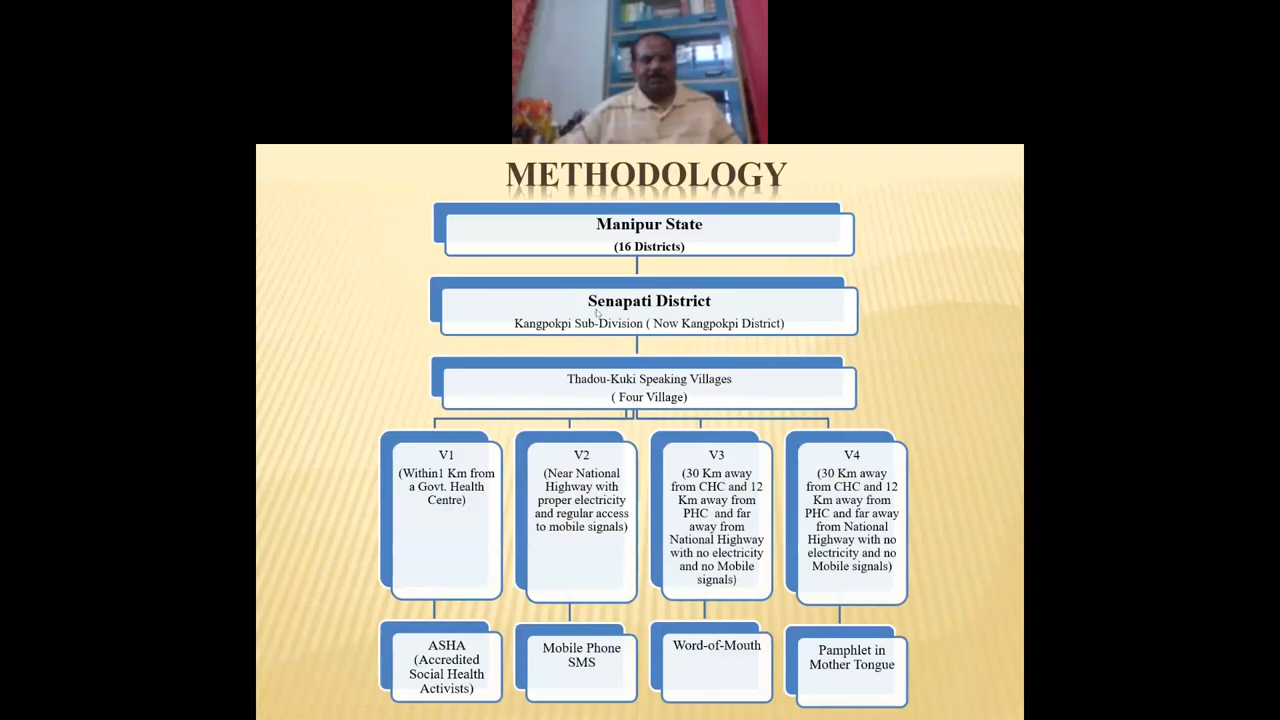 METHODOLOGY
Manipur State
(16 Districts)
Senapati District
Kangpokpi Sub-Division ( Now Kangpokpi District)
Thadou-Kuki Speaking Villages
( Four Village)
V1
(Within1 Km from
a Govt. Health
Centre)
V2
(Near National
Highway with
proper electricity
and regular access
to mobile signals)
V3
(30 Km away
from CHC and 12
Km away from
PHC and far
away from
National Highway
with no electricity
and no Mobile
signals)
V4
(30 Km away
from CHC and 12
Km away from
PHC and far away
from National
Highway with no
electricity and no
Mobile signals)
ASHA
(Accredited
Social Health
Activists)
Mobile Phone
SMS
Word-of-Mouth
Pamphlet in
Mother Tongue